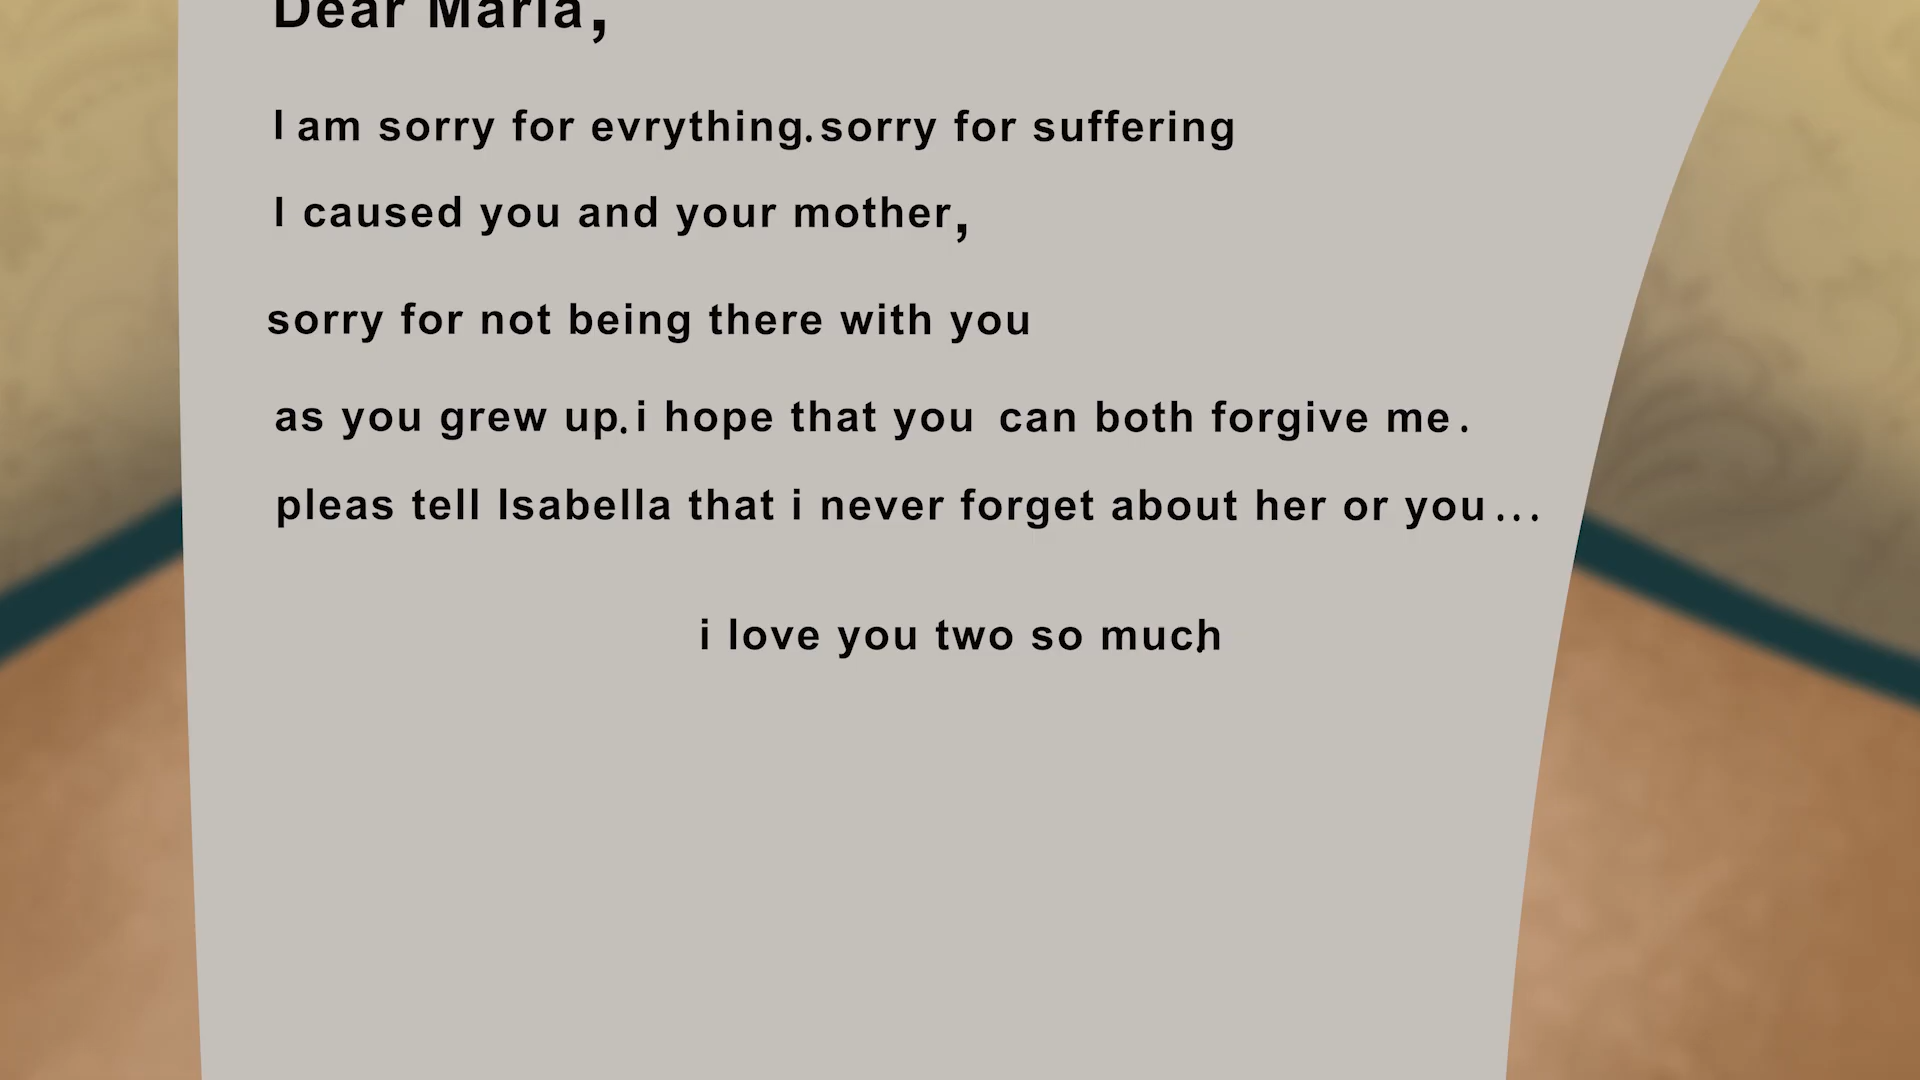 Dear Maria,
I am sorry for evrything.sorry for suffering
I caused you and your mother,
sorry for not being there with you
as you grew up.i hope that you can both forgive me.
pleas tell Isabella that i never forget about her or you...
i love you two so much